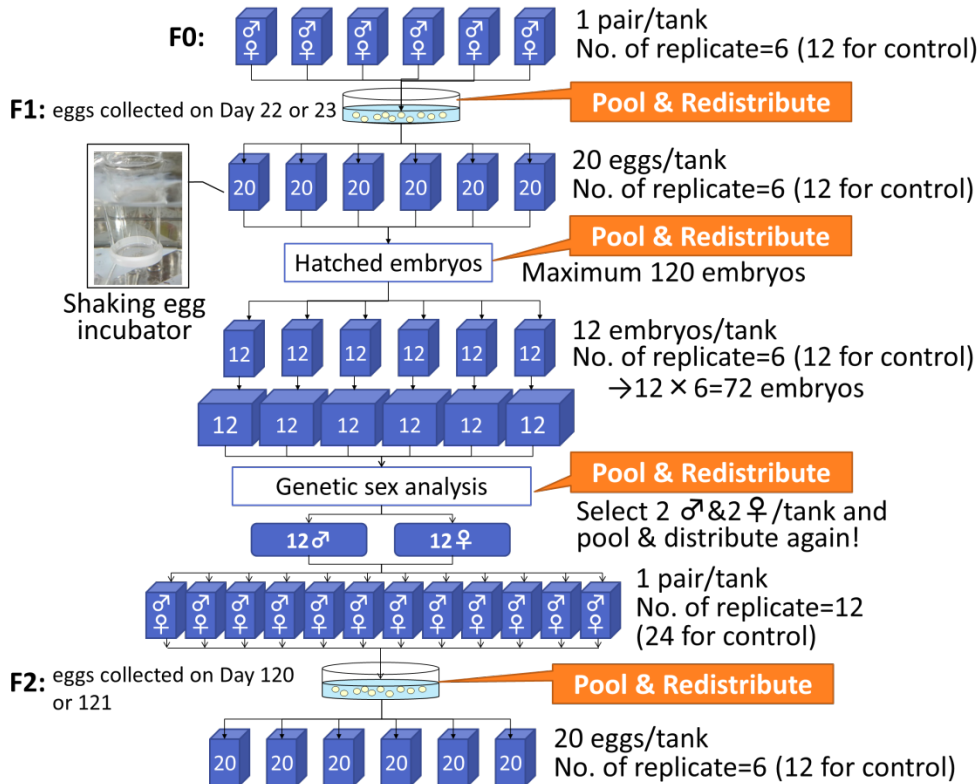 F0:
♂ ♂ ♂ ♂ ♂ ♂
♀ ♀ ♀ ♀ ♀ ♀
1 pair/tank
No. of replicate=6 (12 for control)
Pool & Redistribute
F1: eggs collected on Day 22 or 23
20 20 20 20 20 20
20 eggs/tank
No. of replicate=6 (12 for control)
Shaking egg
incubator
Pool & Redistribute
Hatched embryos
Maximum 120 embryos
12 12 12 12 12 12
12 embryos/tank
No. of replicate=6 (12 for control)
→12 × 6=72 embryos
12 12 12 12 12 12
Pool & Redistribute
Genetic sex analysis
Select 2 ♂&2♀/tank and
pool & distribute again!
12♂ 12♀
♂ ♂ ♂ ♂ ♂ ♂ ♂ ♂ ♂ ♂ ♂ ♂
♀ ♀ ♀ ♀ ♀ ♀ ♀ ♀ ♀ ♀ ♀ ♀
1 pair/tank
No. of replicate=12
(24 for control)
F2: eggs collected on Day 120
or 121
Pool & Redistribute
20 20 20 20 20 20
20 eggs/tank
No. of replicate=6 (12 for control)